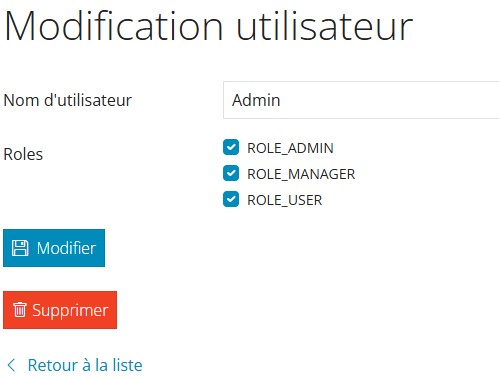 Modification utilisateur
Nom d'utilisateur
Admin
Roles
ROLE_ADMIN
ROLE_MANAGER
ROLE_USER
Modifier
Supprimer
Retour à la liste